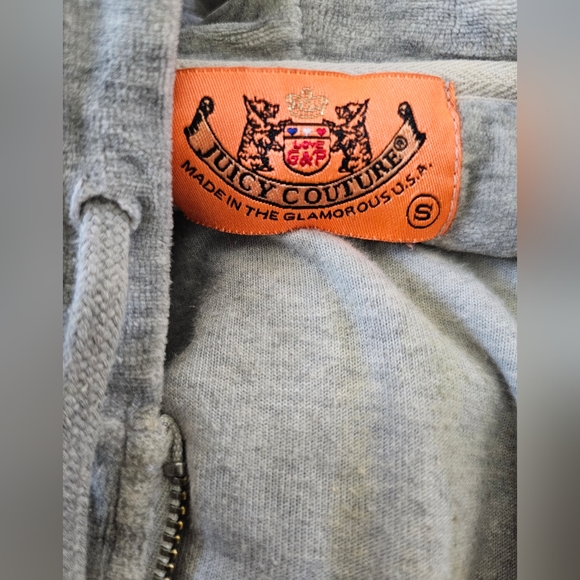 LOVE
G&P
JUICY COUTURE®
MADE IN THE GLAMOROUS U.S.A.
S